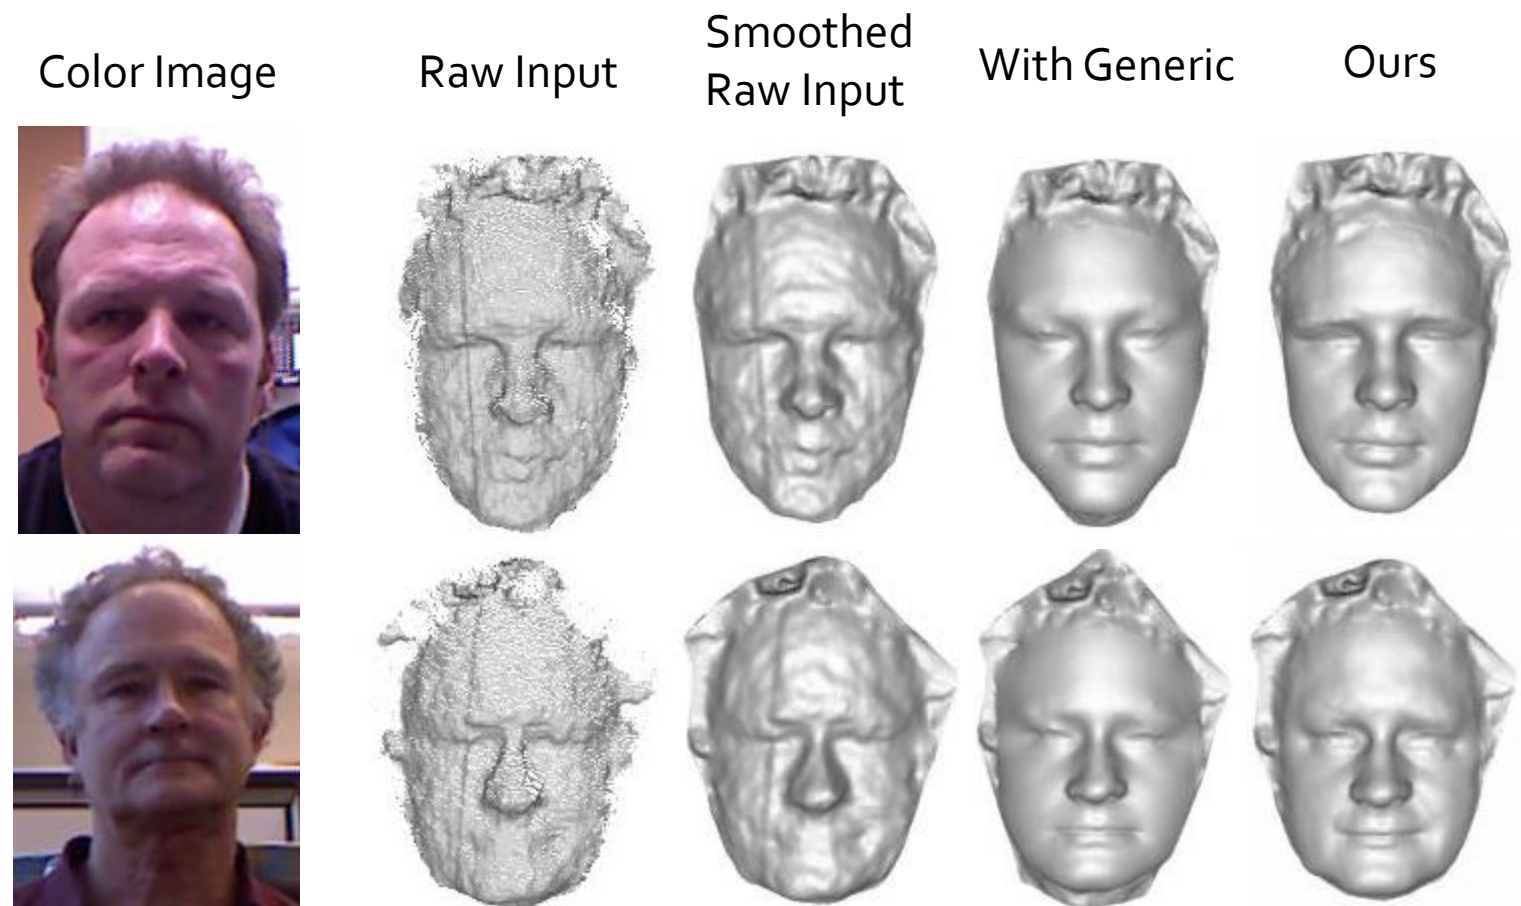 Color Image
Raw Input
Smoothed
Raw Input
With Generic
Ours